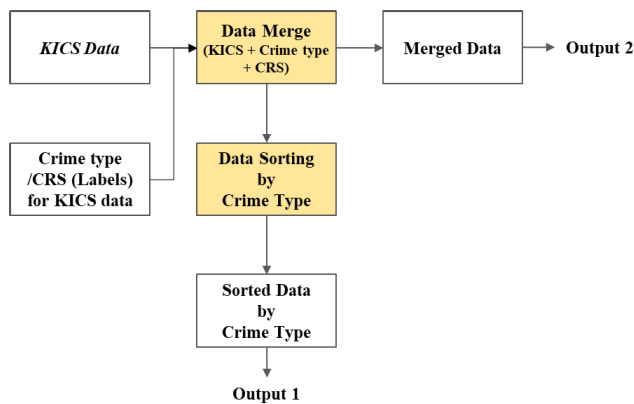 KICS Data
Data Merge
(KICS + Crime type
+ CRS)
Merged Data
Output 2
Crime type
/CRS (Labels)
for KICS data
Data Sorting
by
Crime Type
Sorted Data
by
Crime Type
Output 1